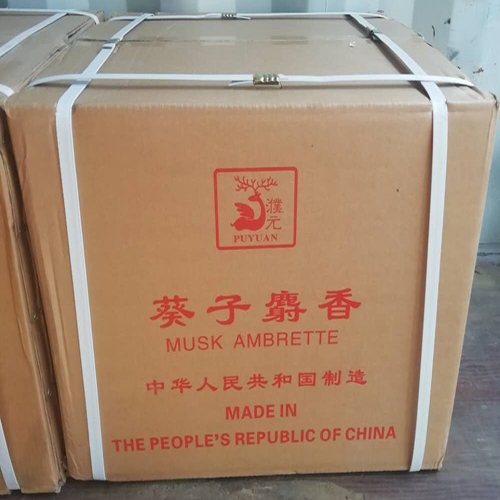 濮元
PUYUAN
葵子麝香
MUSK AMBRETTE
中华人民共和国制造
MADE IN
THE PEOPLE'S REPUBLIC OF CHINA